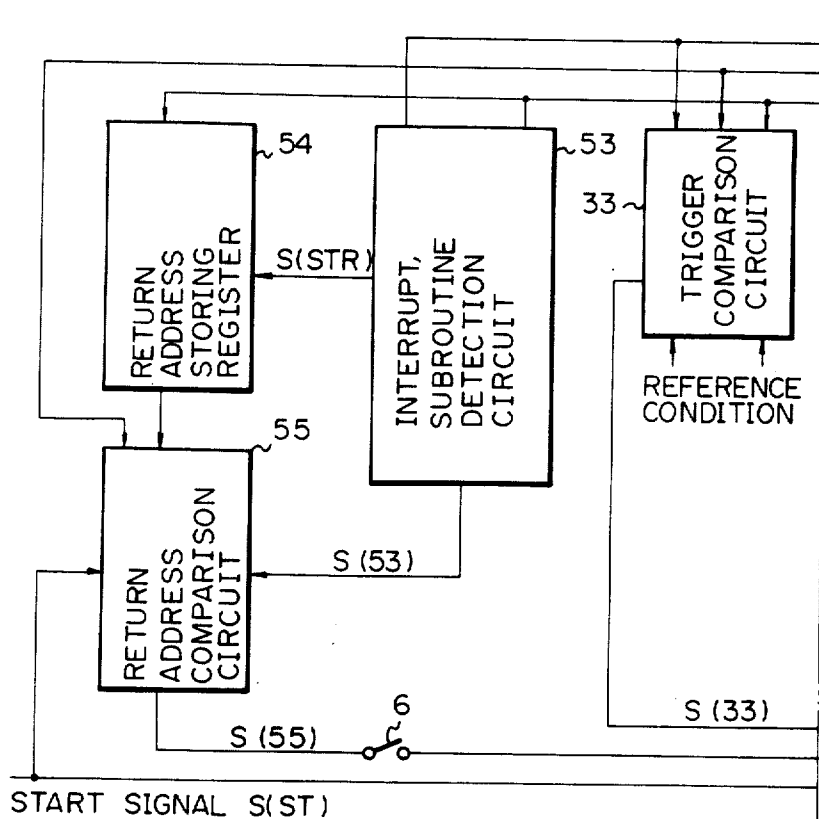 54
53
33
RETURN
ADDRESS
STORING
REGISTER
S(STR)
INTERRUPT,
SUBROUTINE
DETECTION
CIRCUIT
TRIGGER
COMPARISON
CIRCUIT
REFERENCE
CONDITION
55
RETURN
ADDRESS
COMPARISON
CIRCUIT
S (53)
S (55)
6
S (33)
START SIGNAL S(ST)